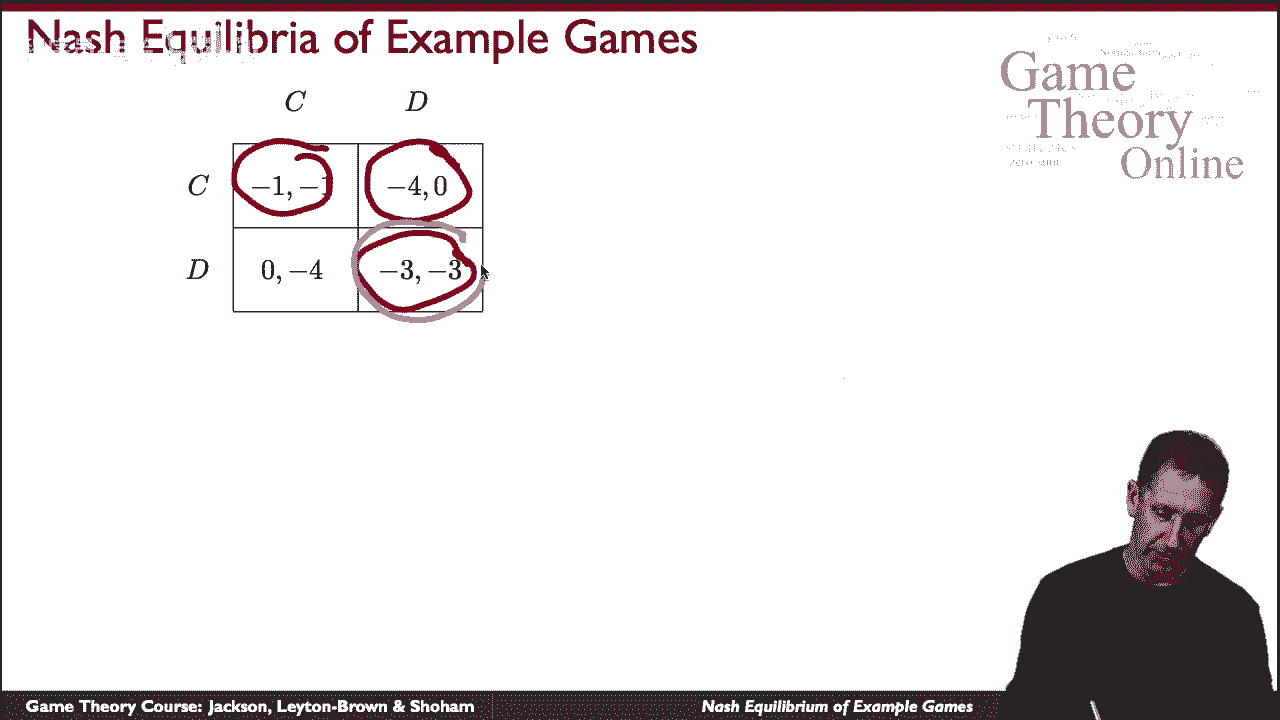 Nash Equilibria of Example Games
Game
Theory
Online
C D
C −1, − −4, 0
D 0, −4 −3, −3
Game Theory Course: Jackson, Leyton-Brown & Shoham
Nash Equilibrium of Example Games